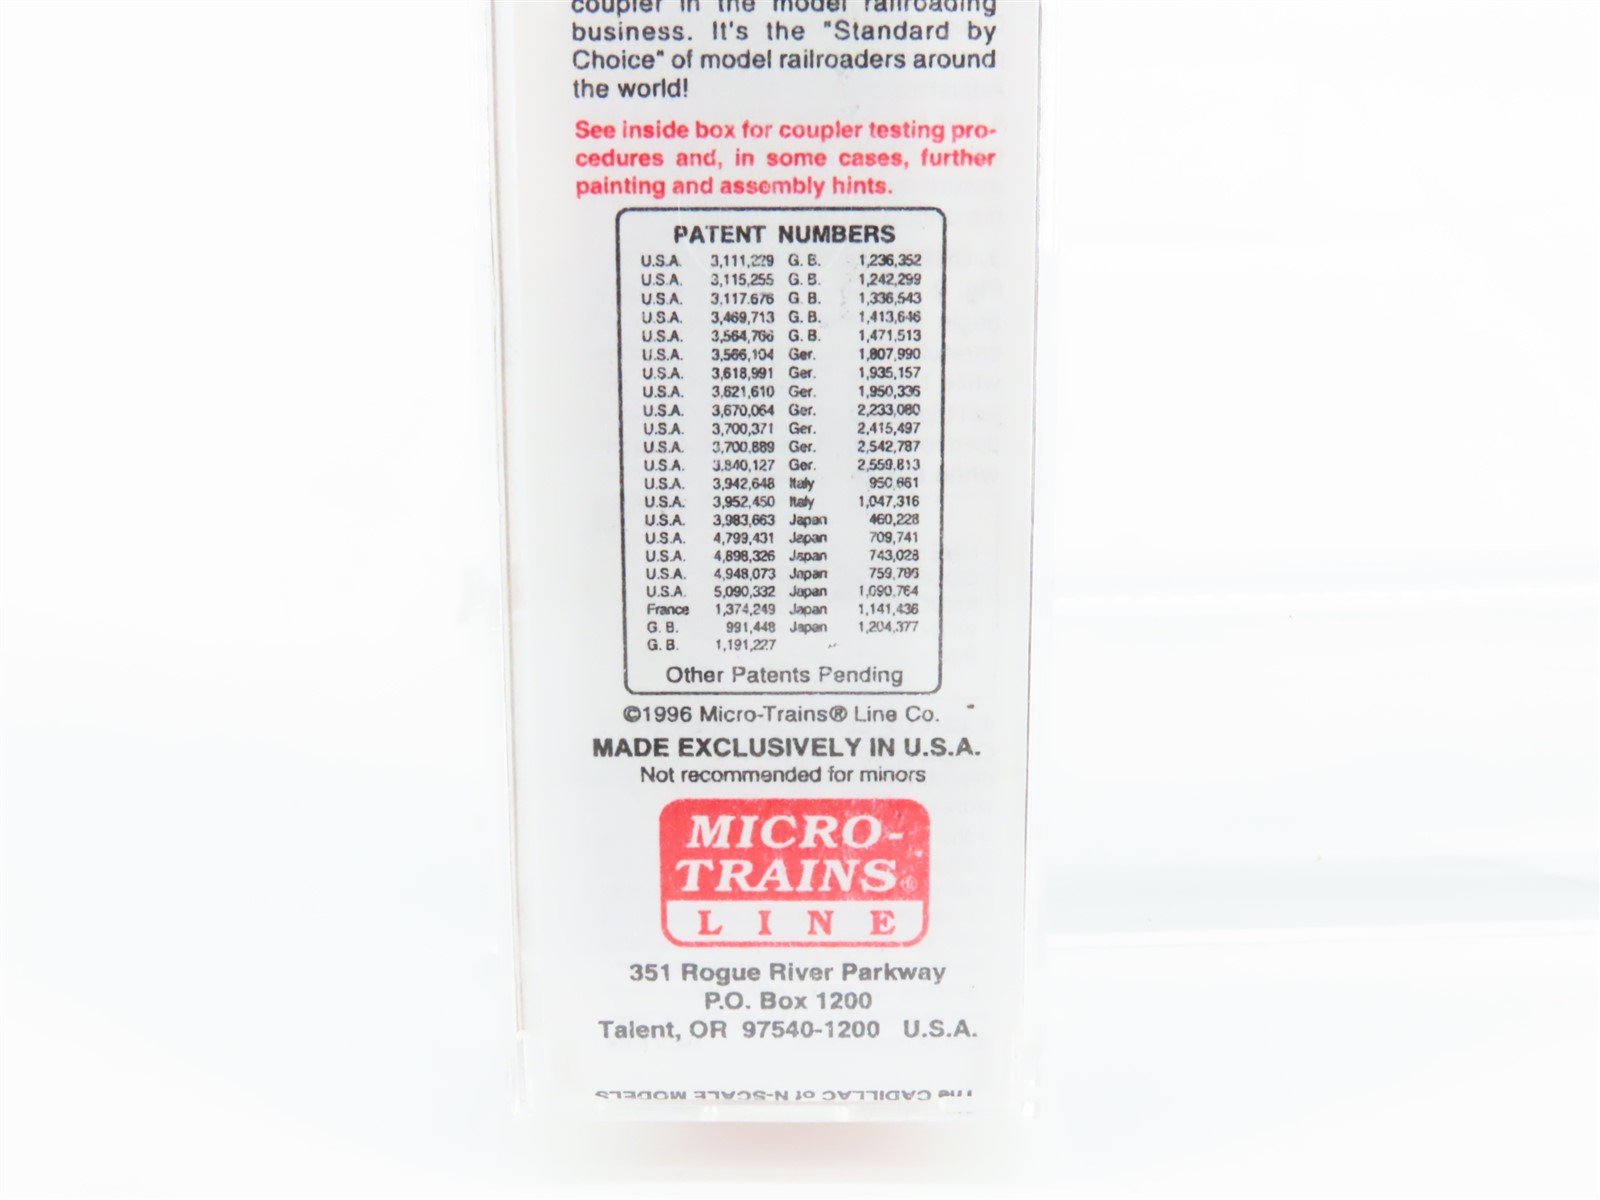 coupler in the model railroading
business. It's the "Standard by
Choice" of model railroaders around
the world!
See inside box for coupler testing pro-
cedures and, in some cases, further
painting and assembly hints.
PATENT NUMBERS
U.S.A. 3,111,229 G. B. 1,236,352
U.S.A. 3,115,255 G. B. 1,242,299
U.S.A. 3,117,676 G. B. 1,336,543
U.S.A. 3,469,713 G. B. 1,413,646
U.S.A. 3,564,766 G. B. 1,471,513
U.S.A. 3,566,104 Ger. 1,807,990
U.S.A. 3,618,991 Ger. 1,935,157
U.S.A. 3,621,610 Ger. 1,950,336
U.S.A. 3,670,064 Ger. 2,233,080
U.S.A. 3,700,371 Ger. 2,415,497
U.S.A. 3,700,889 Ger. 2,542,787
U.S.A. 3,840,127 Ger. 2,559,813
U.S.A. 3,942,648 Italy 950,661
U.S.A. 3,952,450 Italy 1,047,316
U.S.A. 3,983,663 Japan 460,228
U.S.A. 4,799,431 Japan 709,741
U.S.A. 4,898,326 Japan 743,028
U.S.A. 4,948,073 Japan 759,796
U.S.A. 5,090,332 Japan 1,090,764
France 1,374,249 Japan 1,141,436
G. B. 991,448 Japan 1,204,377
G. B. 1,191,227
Other Patents Pending
©1996 Micro-Trains® Line Co.
MADE EXCLUSIVELY IN U.S.A.
Not recommended for minors
MICRO-
TRAINS®
LINE
351 Rogue River Parkway
P.O. Box 1200
Talent, OR 97540-1200 U.S.A.
The CADILLAC of N-SCALE MODELS